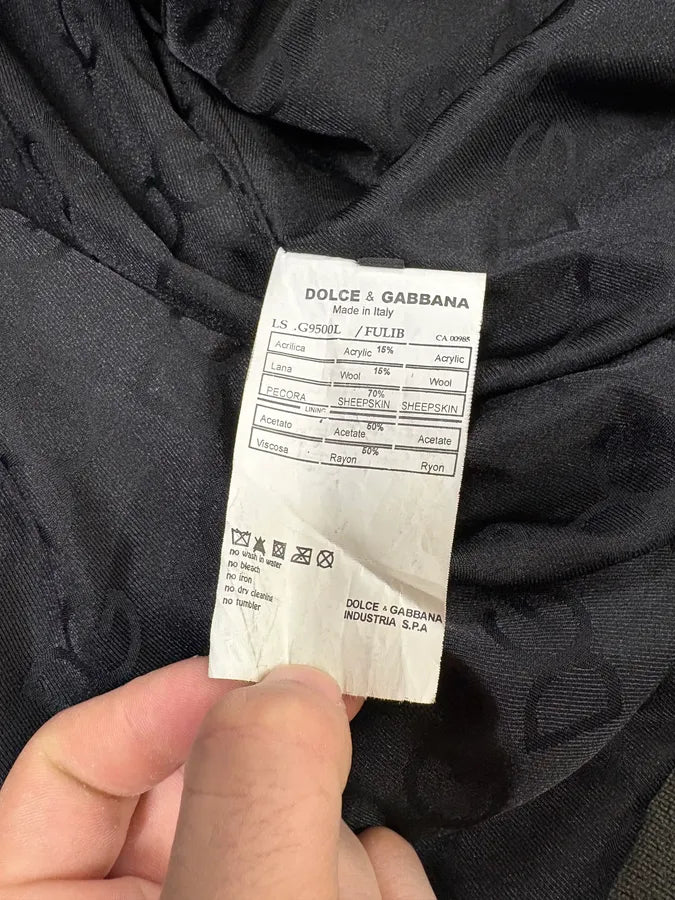 DOLCE & GABBANA
Made in Italy
LS .G9500L /FULIB CA 00985
Acrilica Acrylic 15% Acrylic
Lana Wool 15% Wool
PECORA SHEEPSKIN 70% SHEEPSKIN
LINING
Acetato Acetate 50% Acetate
Viscosa Rayon 50% Ryon
no wash in water
no bleach
no iron
no dry cleaning
no tumbler
DOLCE & GABBANA
INDUSTRIA S.P.A